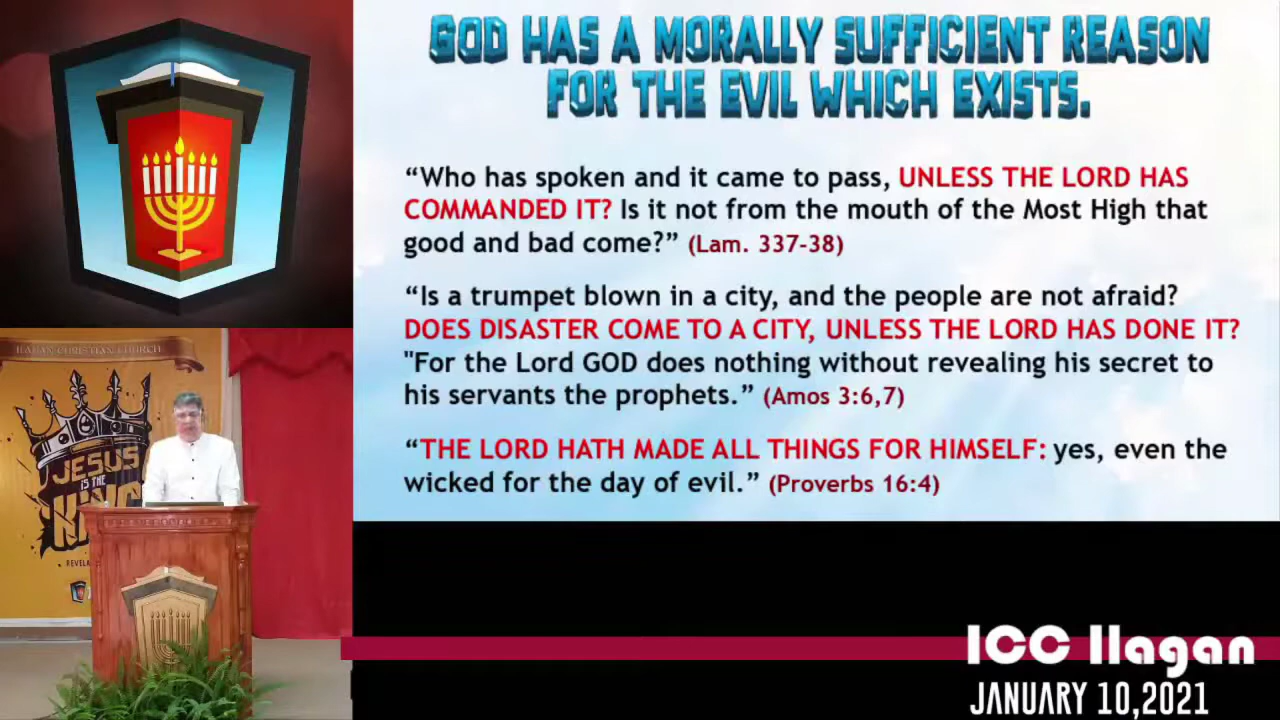 GOD HAS A MORALLY SUFFICIENT REASON
FOR THE EVIL WHICH EXISTS.
“Who has spoken and it came to pass, UNLESS THE LORD HAS
COMMANDED IT? Is it not from the mouth of the Most High that
good and bad come?” (Lam. 337-38)
“Is a trumpet blown in a city, and the people are not afraid?
DOES DISASTER COME TO A CITY, UNLESS THE LORD HAS DONE IT?
"For the Lord GOD does nothing without revealing his secret to
his servants the prophets.” (Amos 3:6,7)
“THE LORD HATH MADE ALL THINGS FOR HIMSELF: yes, even the
wicked for the day of evil.” (Proverbs 16:4)
ILAGAN CHRISTIAN CHURCH
JESUS
IS THE
KING
ICC Ilagan
JANUARY 10,2021